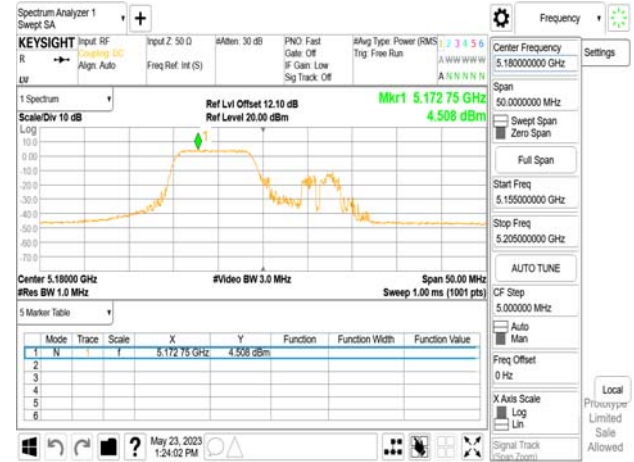 Spectrum Analyzer 1
Swept SA
Frequency
KEYSIGHT
R
Input: RF
Coupling: DC
Align: Auto
Input Z: 50 Ω
Freq Ref: Int (S)
#Atten: 30 dB
PNO: Fast
Gate: Off
IF Gain: Low
Sig Track: Off
#Avg Type: Power (RMS
Trig: Free Run
1 2 3 4 5 6
A W W W W W
A N N N N N
1 Spectrum
Scale/Div 10 dB
Log
Ref Lvl Offset 12.10 dB
Ref Level 20.00 dBm
Mkr1 5.172 75 GHz
4.508 dBm
1
10.0
0.00
-10.0
-20.0
-30.0
-40.0
-50.0
-60.0
-70.0
Center 5.18000 GHz
#Res BW 1.0 MHz
#Video BW 3.0 MHz
Span 50.00 MHz
Sweep 1.00 ms (1001 pts)
5 Marker Table
Mode Trace Scale X Y Function Function Width Function Value
1 N 1 f 5.172 75 GHz 4.508 dBm
2
3
4
5
6
May 23, 2023
1:24:02 PM
Center Frequency
5.180000000 GHz
Settings
Span
50.0000000 MHz
Swept Span
Zero Span
Full Span
Start Freq
5.155000000 GHz
Stop Freq
5.205000000 GHz
AUTO TUNE
CF Step
5.000000 MHz
Auto
Man
Freq Offset
0 Hz
X Axis Scale
Log
Lin
Signal Track
(Span Zoom)
Local
Prototype
Limited
Sale
Allowed